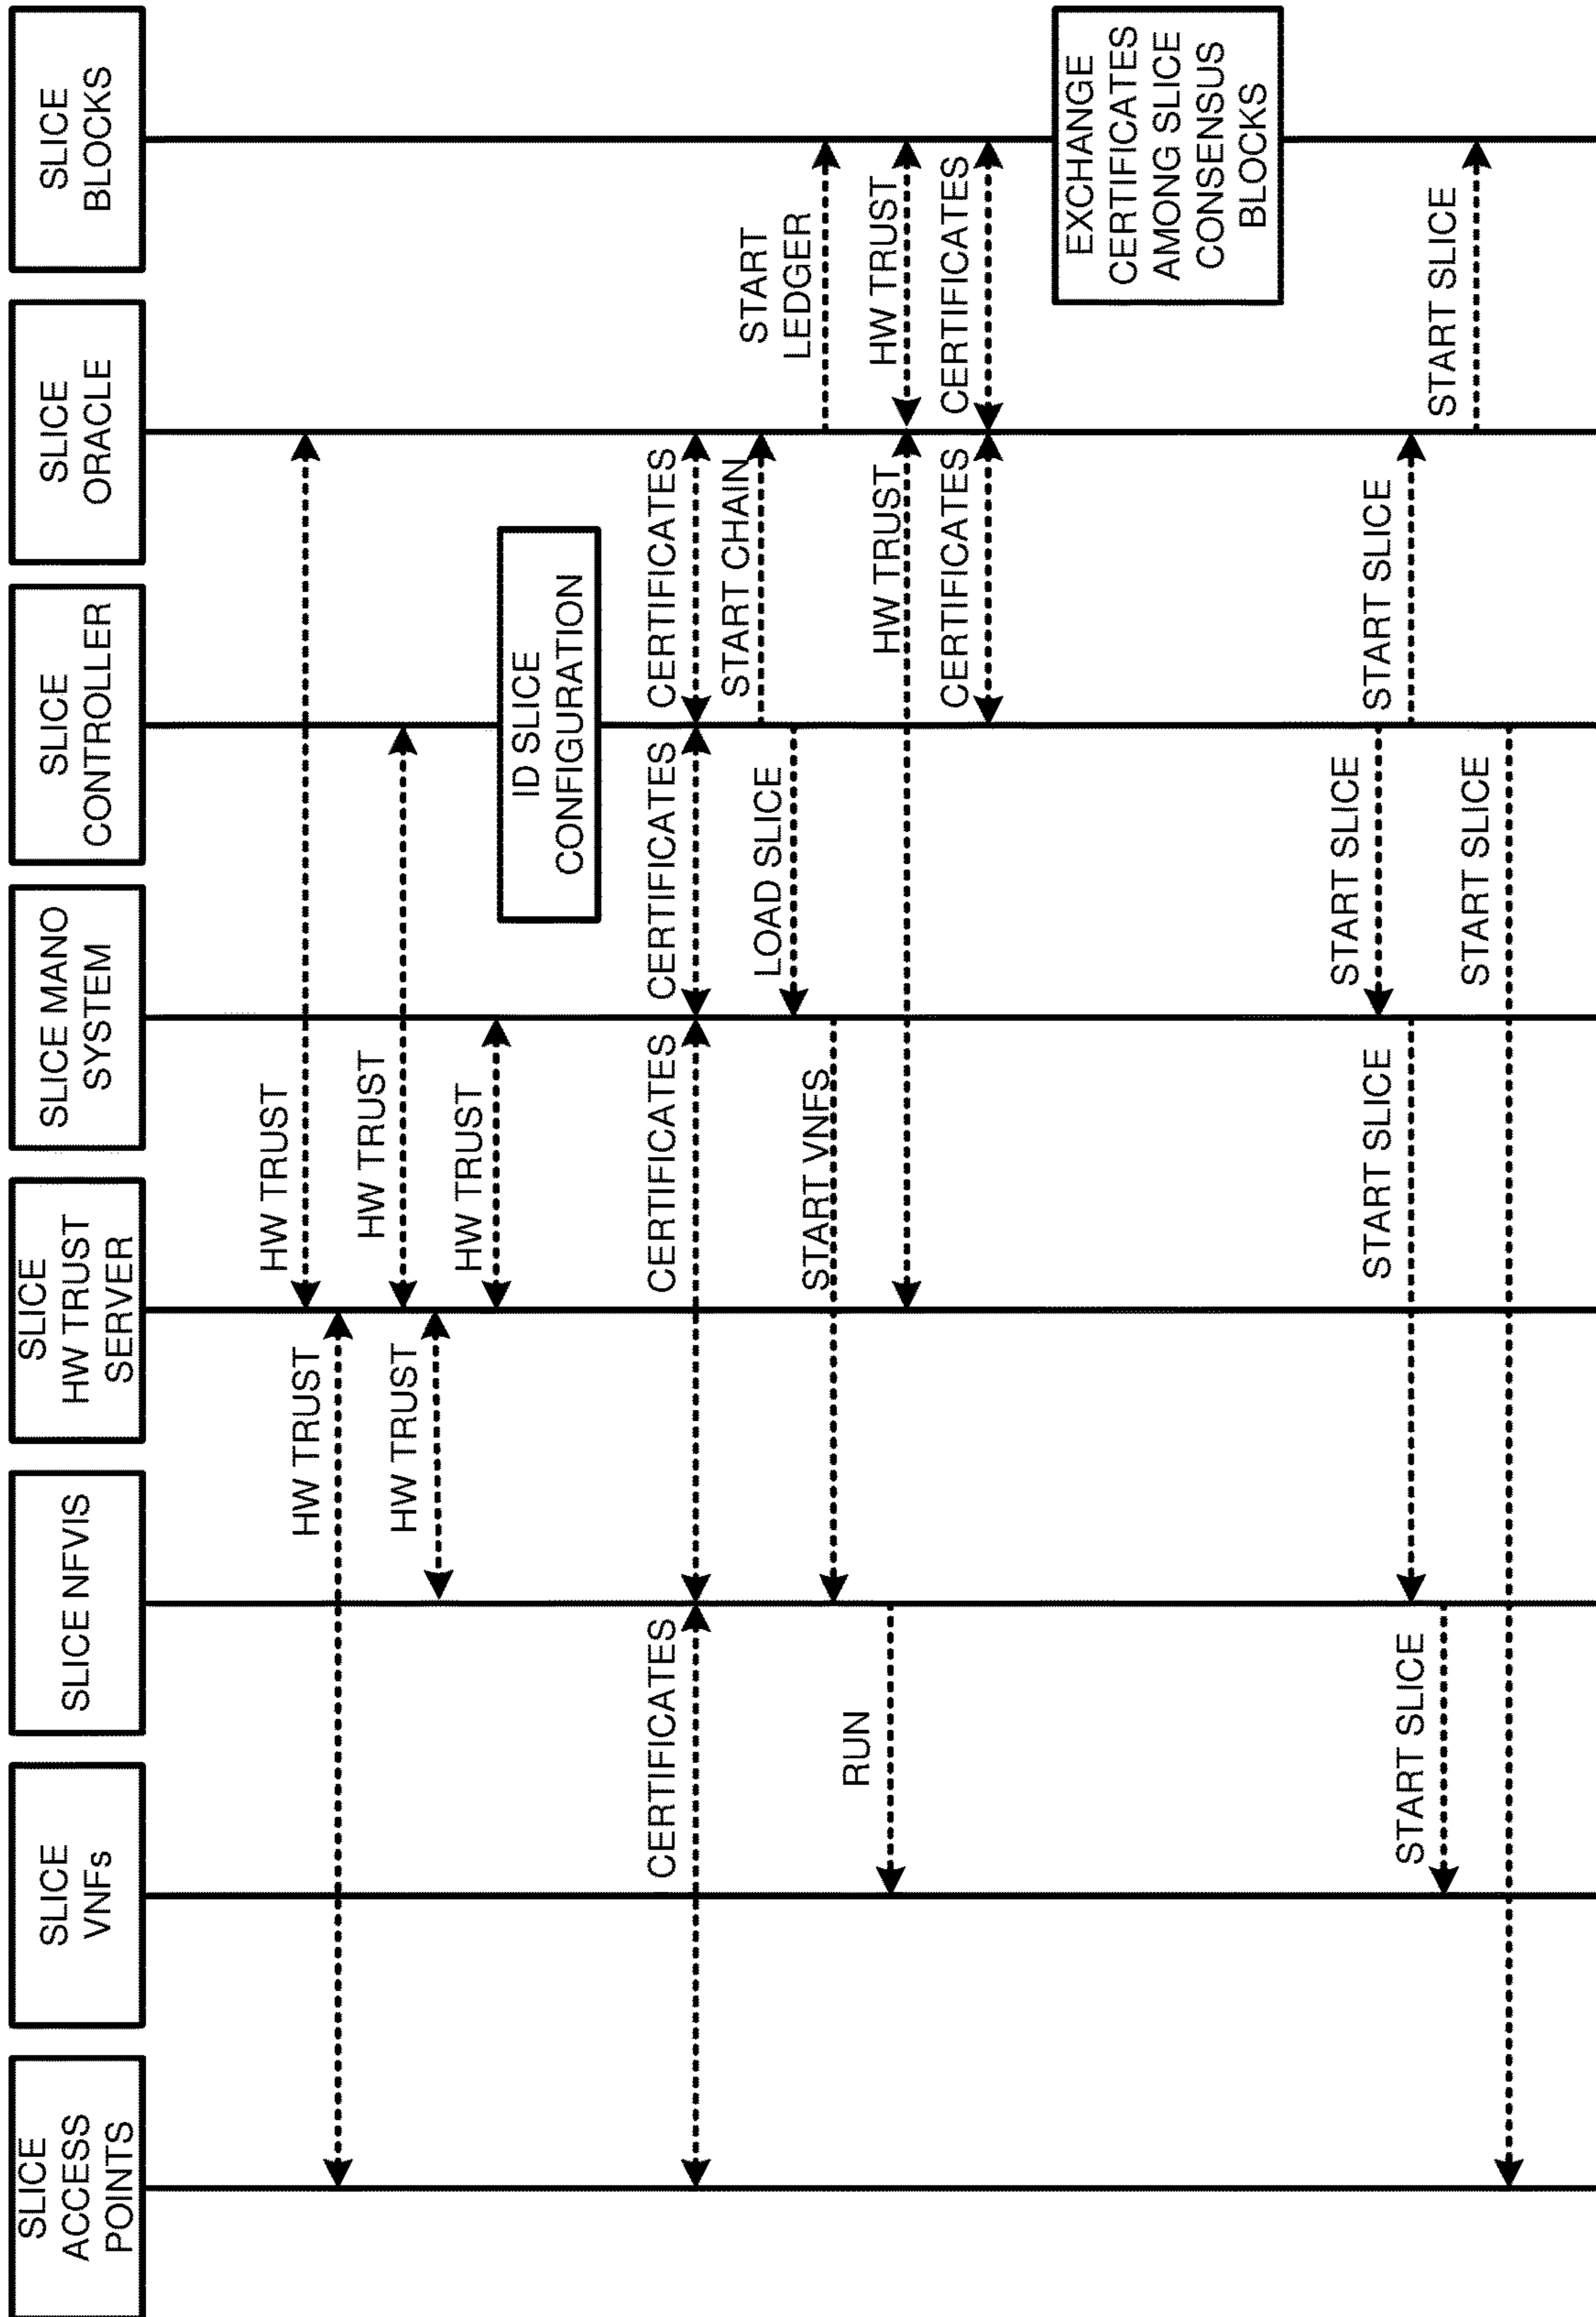 SLICE
ACCESS
POINTS
SLICE
VNFs
SLICE NFVIS
SLICE
HW TRUST
SERVER
SLICE MANO
SYSTEM
SLICE
CONTROLLER
SLICE
ORACLE
SLICE
BLOCKS
HW TRUST
HW TRUST
HW TRUST
HW TRUST
HW TRUST
ID SLICE
CONFIGURATION
CERTIFICATES
CERTIFICATES
CERTIFICATES
CERTIFICATES
START CHAIN
LOAD SLICE
START
LEDGER
START VNFS
RUN
HW TRUST
HW TRUST
CERTIFICATES
CERTIFICATES
EXCHANGE
CERTIFICATES
AMONG SLICE
CONSENSUS
BLOCKS
START SLICE
START SLICE
START SLICE
START SLICE
START SLICE
START SLICE